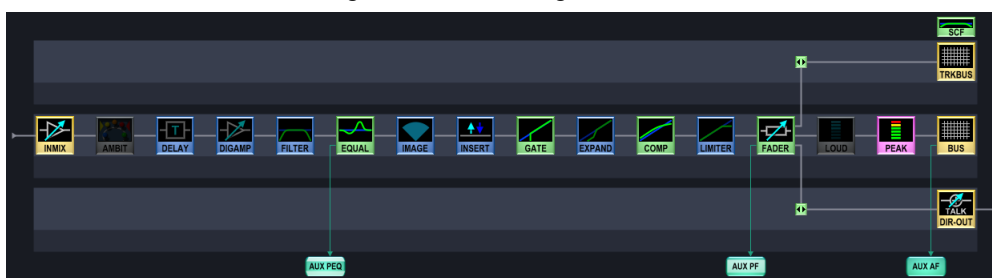 SCF
TRKBUS
INMIX
AMBIT
T
DELAY
DIGAMP
FILTER
EQUAL
IMAGE
INSERT
GATE
EXPAND
COMP
LIMITER
FADER
LOUD
PEAK
BUS
TALK
DIR-OUT
AUX PEQ
AUX PF
AUX AF